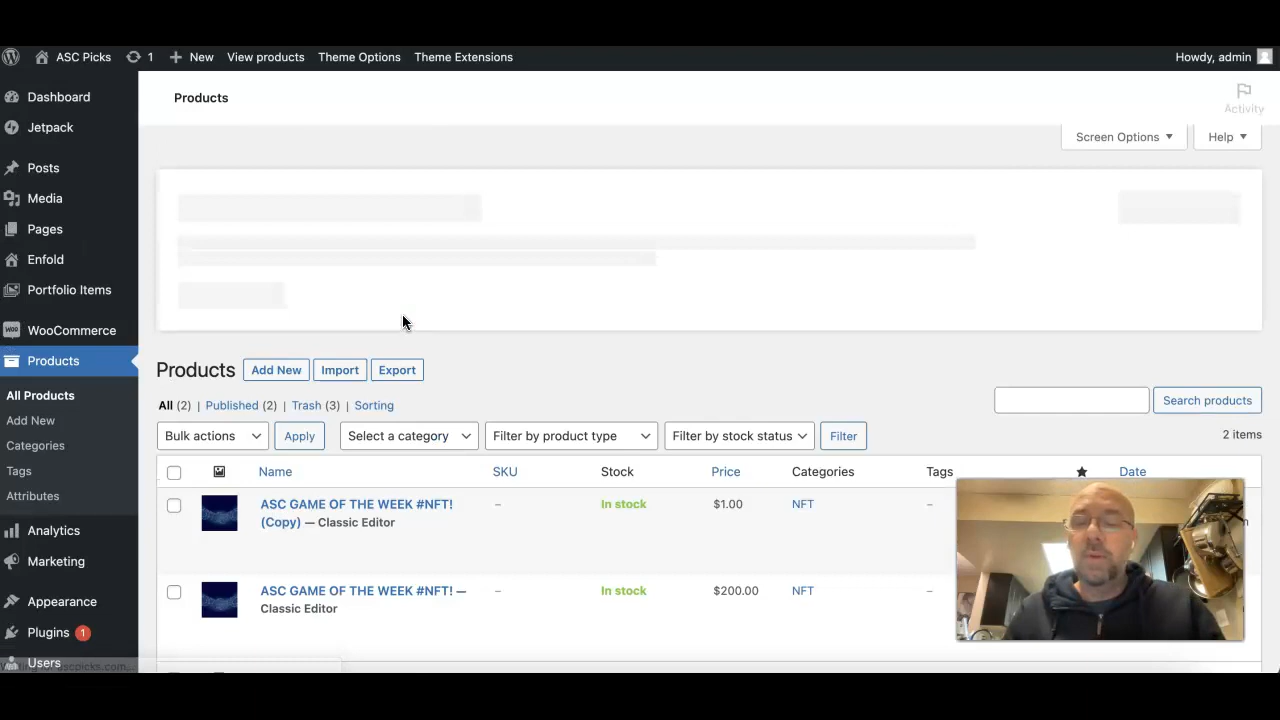 ASC Picks 1 New View products Theme Options Theme Extensions Howdy, admin
Dashboard
Jetpack
Posts
Media
Pages
Enfold
Portfolio Items
WooCommerce
Products
All Products
Add New
Categories
Tags
Attributes
Analytics
Marketing
Appearance
Plugins 1
Users
Products
Activity
Screen Options Help
Products Add New Import Export
All (2) | Published (2) | Trash (3) | Sorting
Search products
Bulk actions Apply Select a category Filter by product type Filter by stock status Filter
2 items
Name SKU Stock Price Categories Tags Date
ASC GAME OF THE WEEK #NFT! – In stock $1.00 NFT –
(Copy) — Classic Editor
ASC GAME OF THE WEEK #NFT! — – In stock $200.00 NFT –
Classic Editor